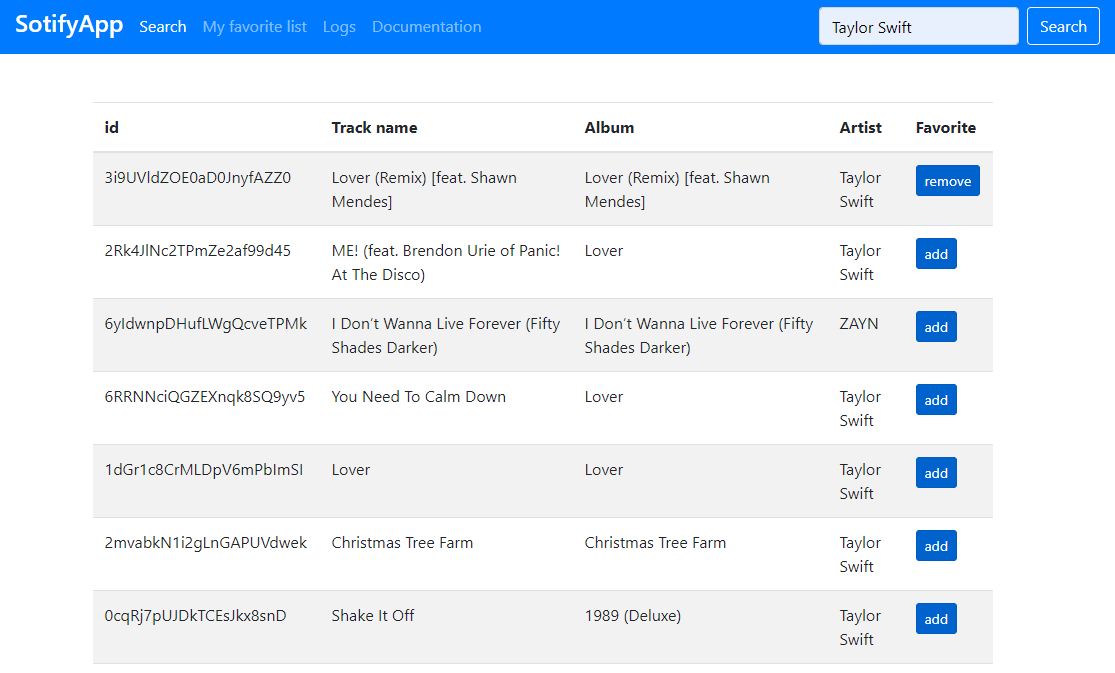 SotifyApp Search My favorite list Logs Documentation Taylor Swift Search
id Track name Album Artist Favorite
3i9UVldZOE0aD0JnyfAZZ0 Lover (Remix) [feat. Shawn Lover (Remix) [feat. Shawn Taylor remove
Mendes] Mendes] Swift
2Rk4JlNc2TPmZe2af99d45 ME! (feat. Brendon Urie of Panic! Lover Taylor add
At The Disco) Swift
6yIdwnpDHufLWgQcveTPMk I Don’t Wanna Live Forever (Fifty I Don’t Wanna Live Forever (Fifty ZAYN add
Shades Darker) Shades Darker)
6RRNNciQGZEXnqk8SQ9yv5 You Need To Calm Down Lover Taylor add
Swift
1dGr1c8CrMLDpV6mPbImSI Lover Lover Taylor add
Swift
2mvabkN1i2gLnGAPUVdwek Christmas Tree Farm Christmas Tree Farm Taylor add
Swift
0cqRj7pUJDkTCEsJkx8snD Shake It Off 1989 (Deluxe) Taylor add
Swift